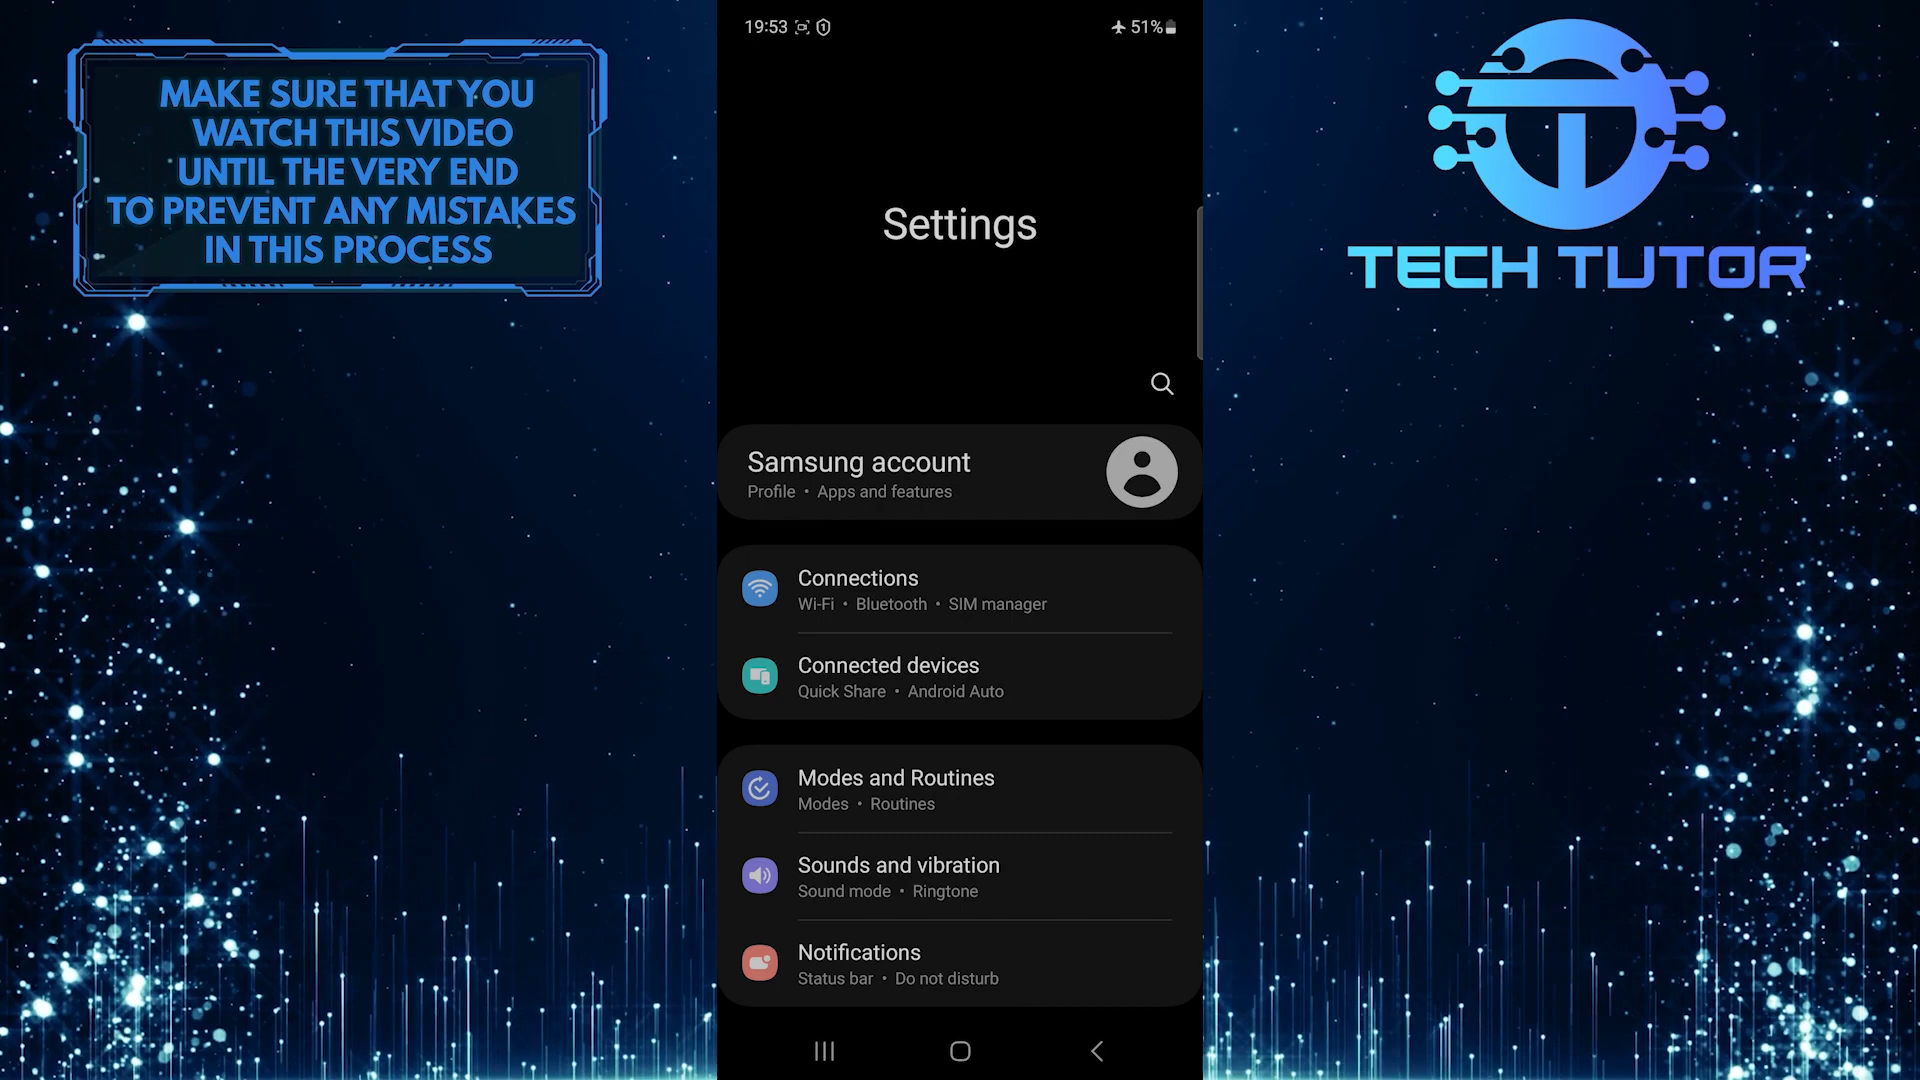 MAKE SURE THAT YOU
WATCH THIS VIDEO
UNTIL THE VERY END
TO PREVENT ANY MISTAKES
IN THIS PROCESS
19:53
51%
Settings
Samsung account
Profile • Apps and features
Connections
Wi-Fi • Bluetooth • SIM manager
Connected devices
Quick Share • Android Auto
Modes and Routines
Modes • Routines
Sounds and vibration
Sound mode • Ringtone
Notifications
Status bar • Do not disturb
TECH TUTOR